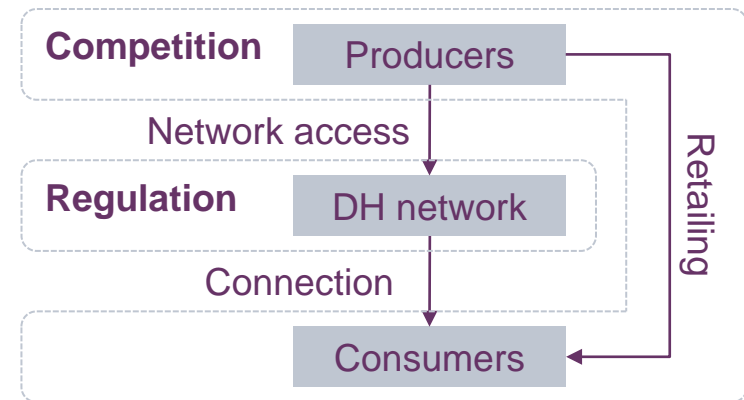 Competition
Producers
Network access
Retailing
Regulation
DH network
Connection
Consumers